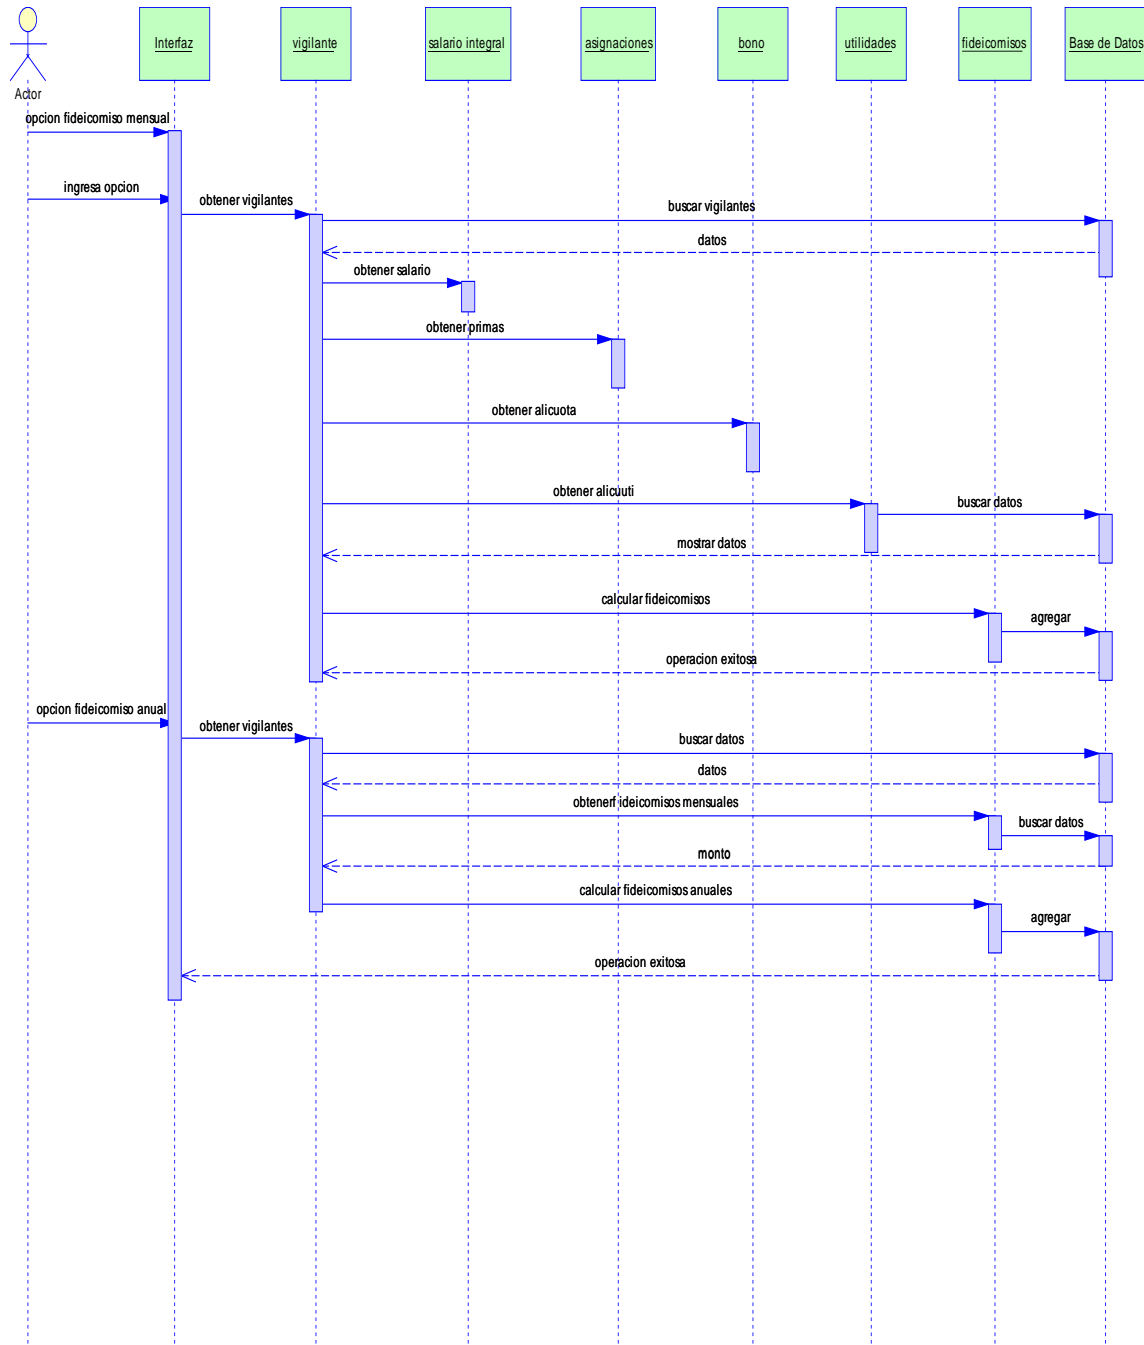 Interfaz
vigilante
salario integral
asignaciones
bono
utilidades
fideicomisos
Base de Datos
Actor
opcion fideicomiso mensual
ingresa opcion
obtener vigilantes
buscar vigilantes
datos
obtener salario
obtener primas
obtener alicuota
obtener alicuuti
buscar datos
mostrar datos
calcular fideicomisos
agregar
operacion exitosa
opcion fideicomiso anual
obtener vigilantes
buscar datos
datos
obtenerf ideicomisos mensuales
buscar datos
monto
calcular fideicomisos anuales
agregar
operacion exitosa